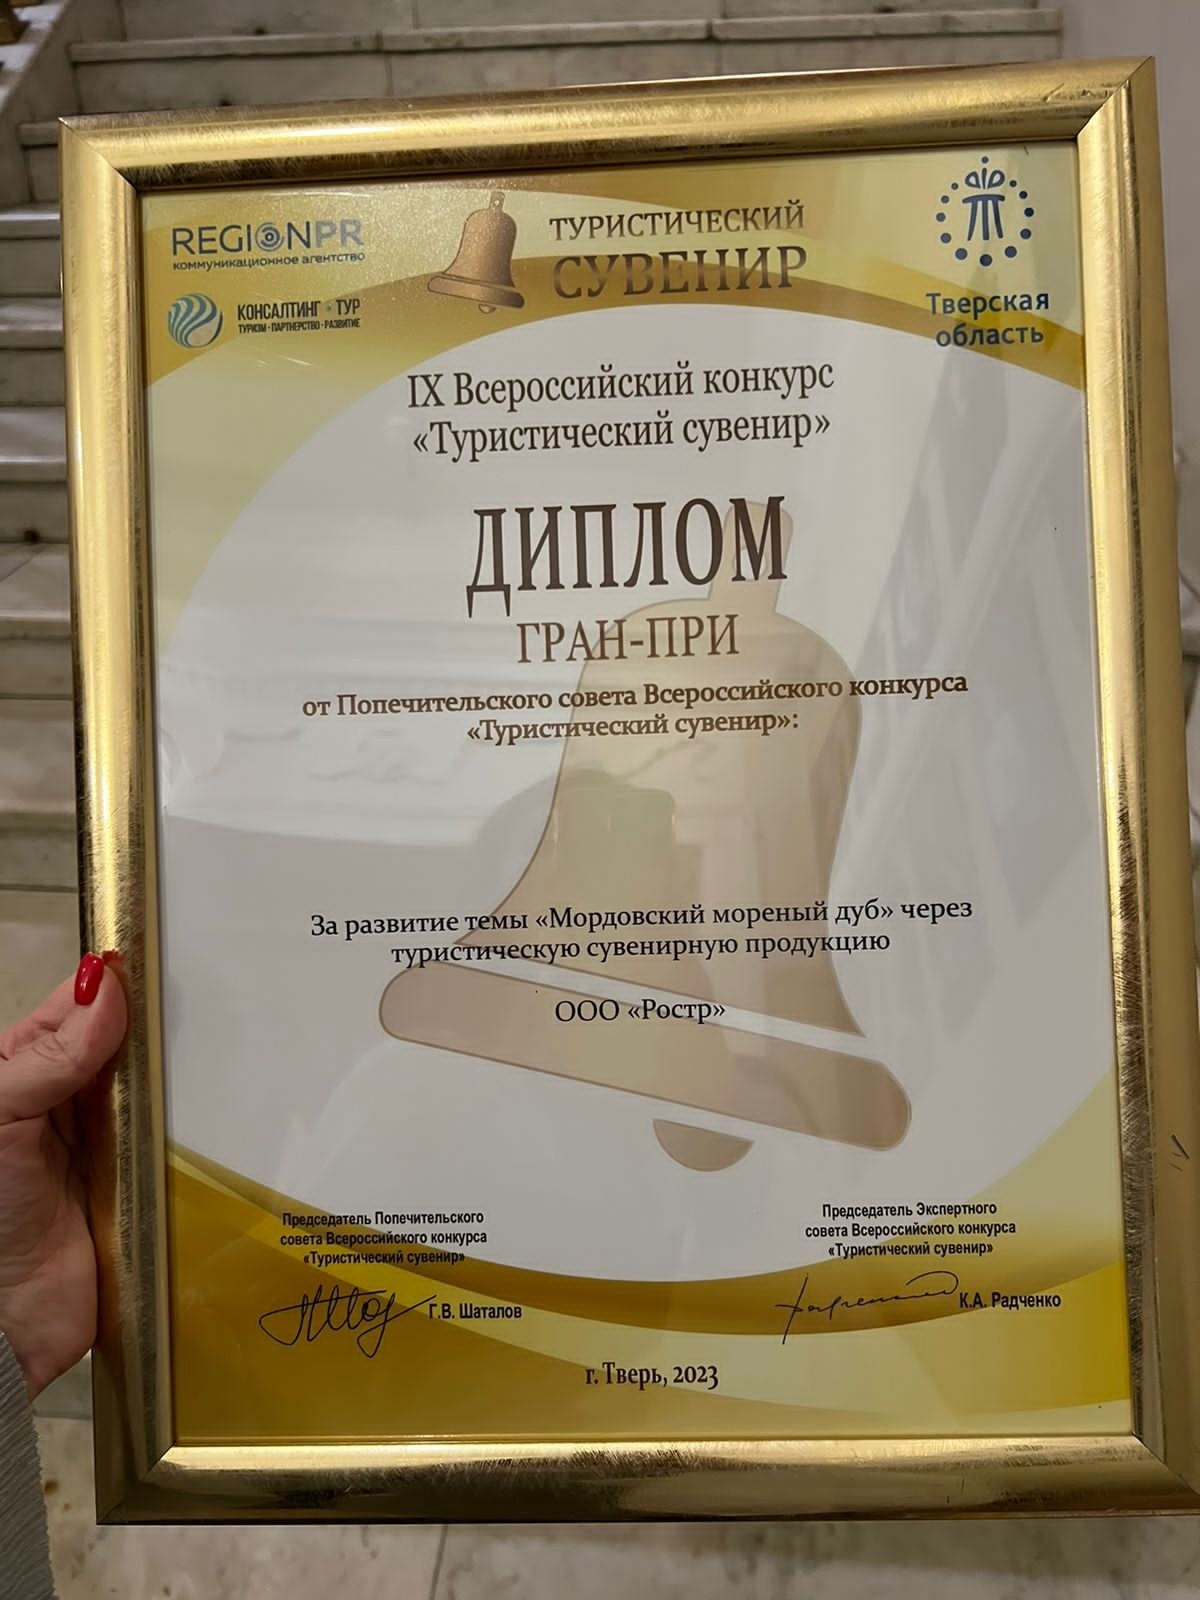 REGIONPR
коммуникационное агентство
КОНСАЛТИНГ · ТУР
ТУРИЗМ · ПАРТНЕРСТВО · РАЗВИТИЕ
ТУРИСТИЧЕСКИЙ
СУВЕНИР
Тверская
область
IX Всероссийский конкурс
«Туристический сувенир»
ДИПЛОМ
ГРАН-ПРИ
от Попечительского совета Всероссийского конкурса
«Туристический сувенир»:
За развитие темы «Мордовский мореный дуб» через
туристическую сувенирную продукцию
ООО «Ростр»
Председатель Попечительского
совета Всероссийского конкурса
«Туристический сувенир»
Г.В. Шаталов
Председатель Экспертного
совета Всероссийского конкурса
«Туристический сувенир»
К.А. Радченко
г. Тверь, 2023